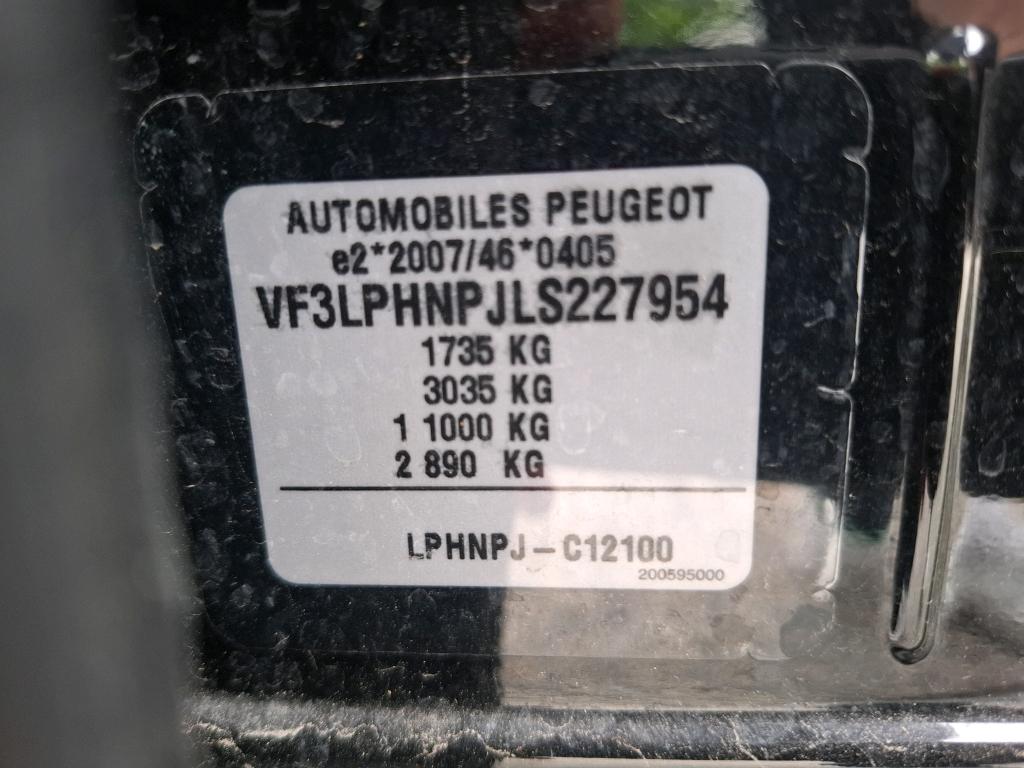 AUTOMOBILES PEUGEOT
e2*2007/46*0405
VF3LPHNPJLS227954
1735 KG
3035 KG
1 1000 KG
2 890 KG
LPHNPJ-C12100
200595000